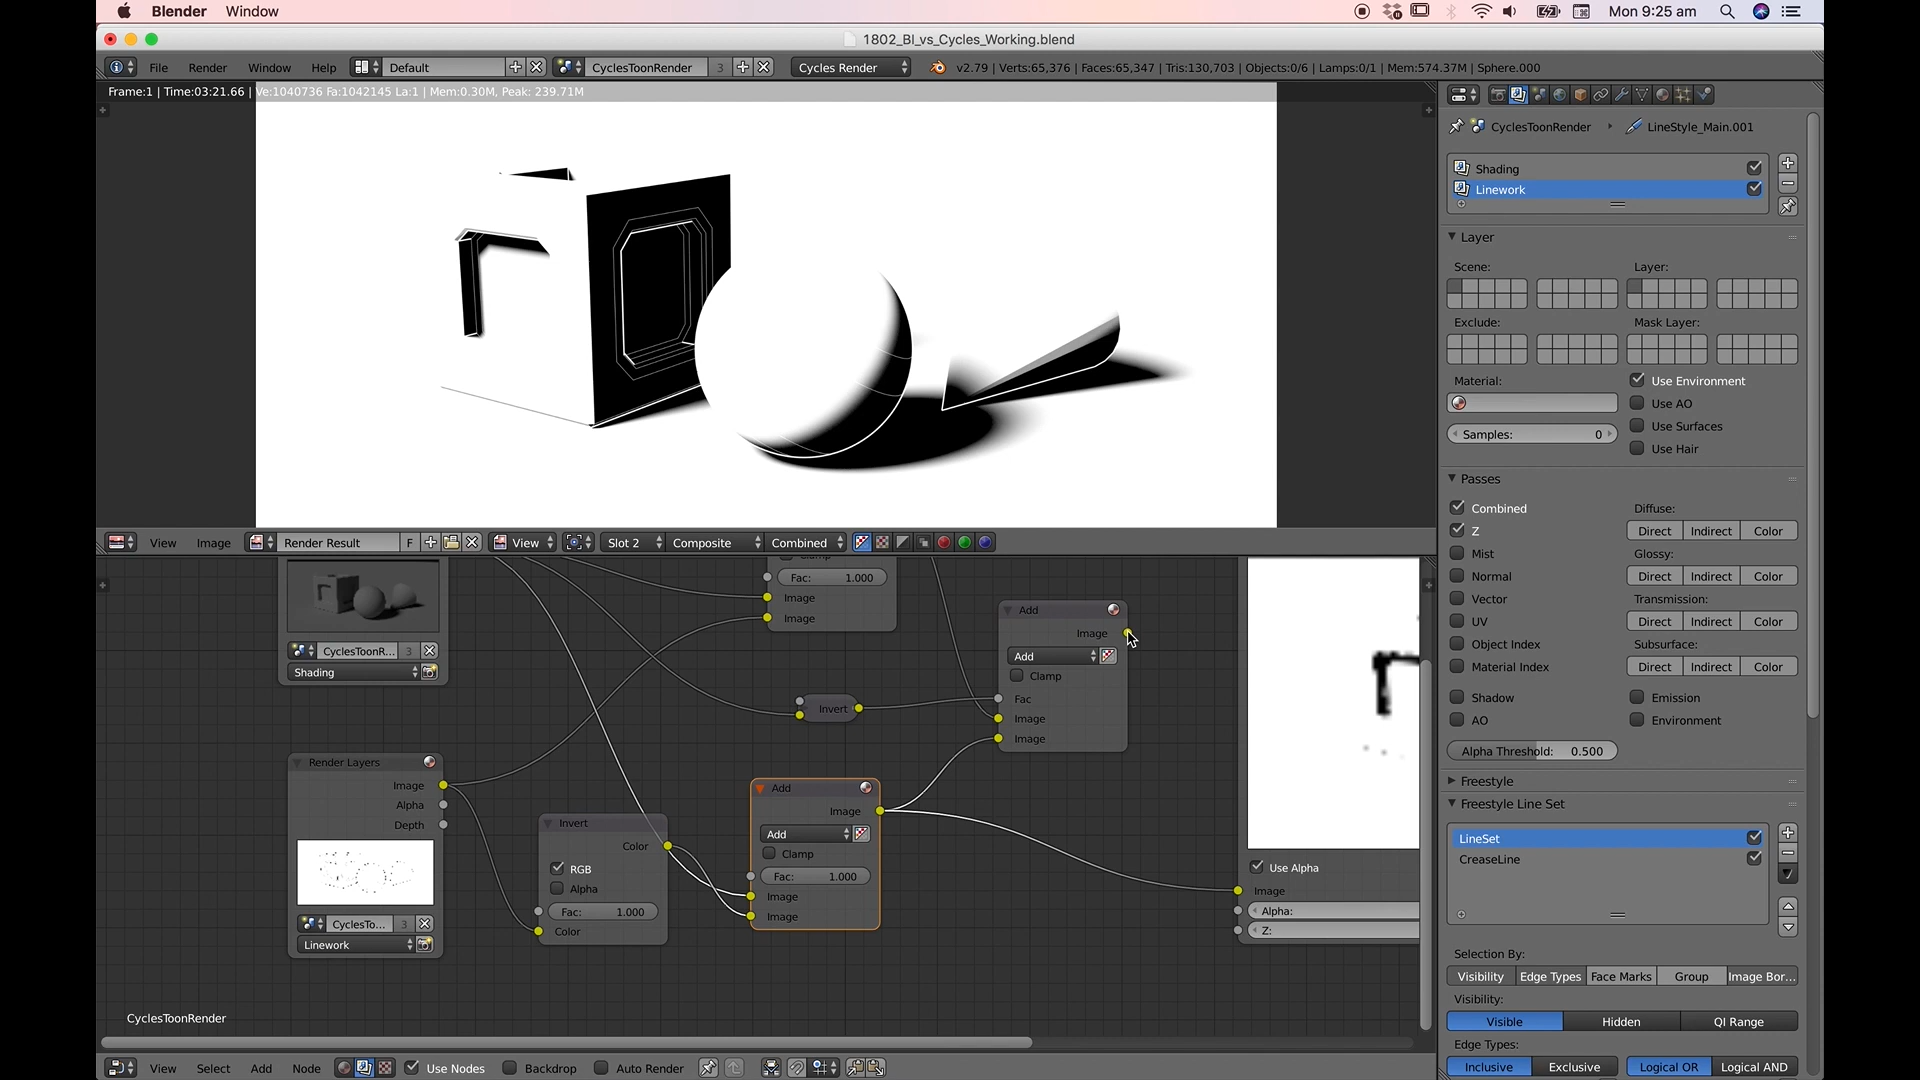 Blender Window Mon 9:25 am
1802_BI_vs_Cycles_Working.blend
File Render Window Help Default CyclesToonRender 3 Cycles Render v2.79 | Verts:65,376 | Faces:65,347 | Tris:130,703 | Objects:0/6 | Lamps:0/1 | Mem:574.37M | Sphere.000
Frame:1 | Time:03:21.66 | Ve:1040736 Fa:1042145 La:1 | Mem:0.30M, Peak: 239.71M
View Image Render Result F View Slot 2 Composite Combined
Fac: 1.000
Image
Image
CyclesToonR... 3
Shading
Add
Image
Add
Clamp
Fac
Image
Image
Invert
Render Layers
Image
Alpha
Depth
CyclesTo... 3
Linework
Invert
Color
RGB
Alpha
Fac: 1.000
Color
Add
Image
Add
Clamp
Fac: 1.000
Image
Image
Use Alpha
Image
Alpha:
Z:
CyclesToonRender
View Select Add Node Use Nodes Backdrop Auto Render
CyclesToonRender LineStyle_Main.001
Shading
Linework
Layer
Scene: Layer:
Exclude: Mask Layer:
Material: Use Environment
Use AO
Use Surfaces
Samples: 0
Use Hair
Passes
Combined Diffuse:
Z Direct Indirect Color
Mist Glossy:
Normal Direct Indirect Color
Vector Transmission:
UV Direct Indirect Color
Object Index Subsurface:
Material Index Direct Indirect Color
Shadow Emission
AO Environment
Alpha Threshold: 0.500
Freestyle
Freestyle Line Set
LineSet
CreaseLine
Selection By:
Visibility Edge Types Face Marks Group Image Bor...
Visibility:
Visible Hidden QI Range
Edge Types:
Inclusive Exclusive Logical OR Logical AND